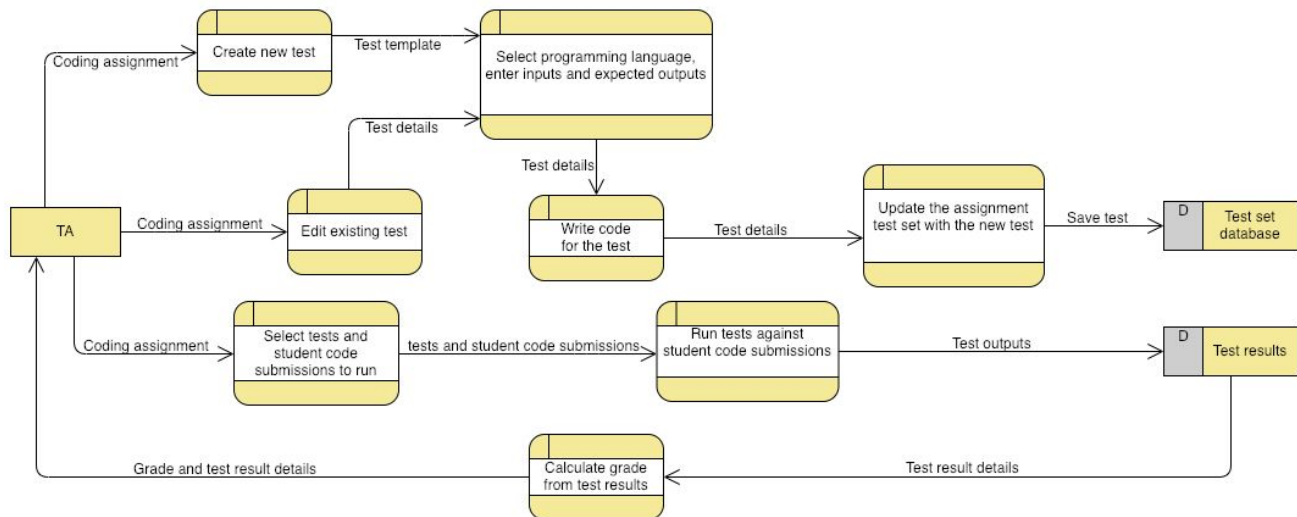 Create new test
Test template
Select programming language,
enter inputs and expected outputs
Coding assignment
Test details
Test details
TA
Coding assignment
Edit existing test
Write code
for the test
Test details
Update the assignment
test set with the new test
Save test
D
Test set
database
Coding assignment
Select tests and
student code
submissions to run
tests and student code submissions
Run tests against
student code submissions
Test outputs
D
Test results
Grade and test result details
Calculate grade
from test results
Test result details